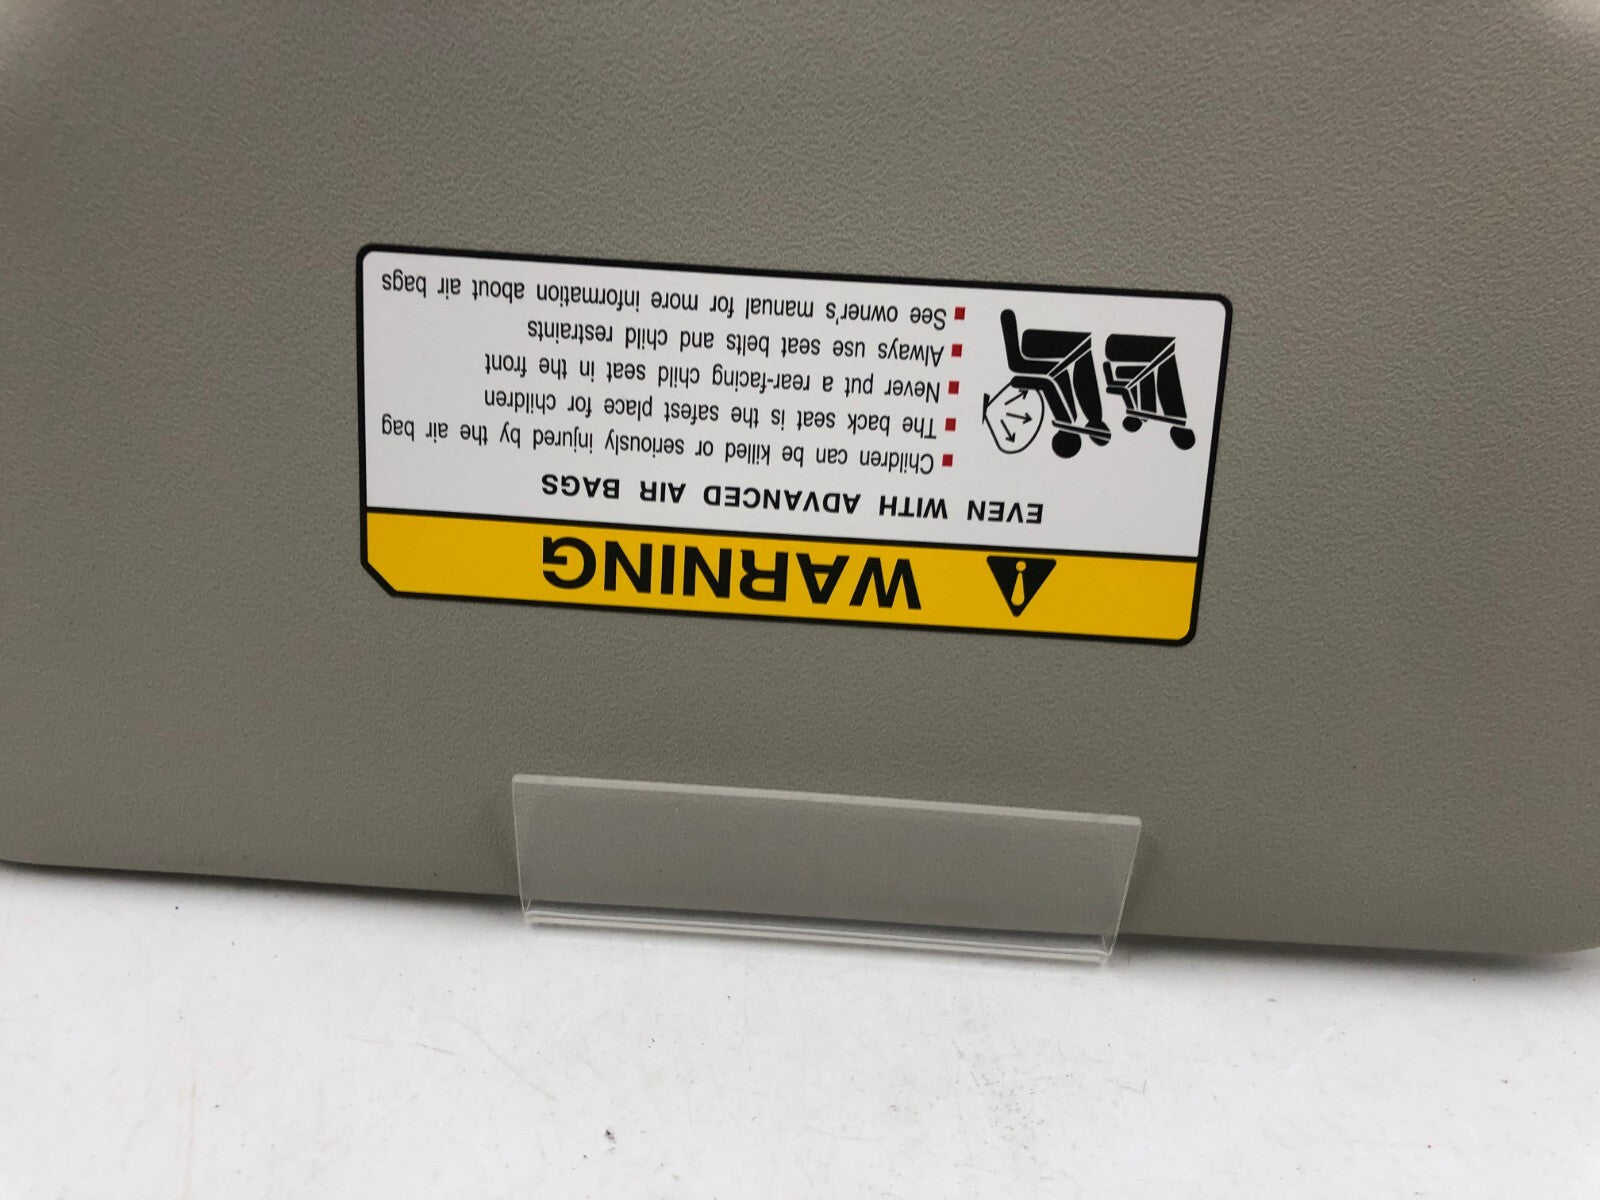 WARNING
EVEN WITH ADVANCED AIR BAGS
Children can be killed or seriously injured by the air bag
The back seat is the safest place for children
Never put a rear-facing child seat in the front
Always use seat belts and child restraints
See owner's manual for more information about air bags